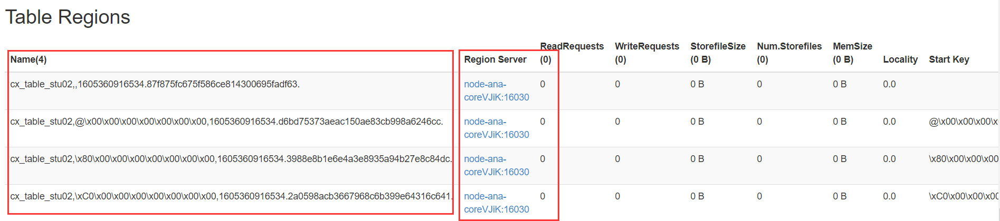 Table Regions
Name(4) Region Server ReadRequests (0) WriteRequests (0) StorefileSize (0 B) Num.Storefiles (0) MemSize (0 B) Locality Start Key
cx_table_stu02,,1605360916534.87f875fc675f586ce814300695fadf63. node-ana-coreVJiK:16030 0 0 0 B 0 0 B 0.0
cx_table_stu02,@\x00\x00\x00\x00\x00\x00\x00,1605360916534.d6bd75373aeac150ae83cb998a6246cc. node-ana-coreVJiK:16030 0 0 0 B 0 0 B 0.0 @\x00\x00\x00\x
cx_table_stu02,\x80\x00\x00\x00\x00\x00\x00\x00,1605360916534.3988e8b1e6e4a3e8935a94b27e8c84dc. node-ana-coreVJiK:16030 0 0 0 B 0 0 B 0.0 \x80\x00\x00\x00
cx_table_stu02,\xC0\x00\x00\x00\x00\x00\x00\x00,1605360916534.2a0598acb3667968c6b399e64316c641. node-ana-coreVJiK:16030 0 0 0 B 0 0 B 0.0 \xC0\x00\x00\x00